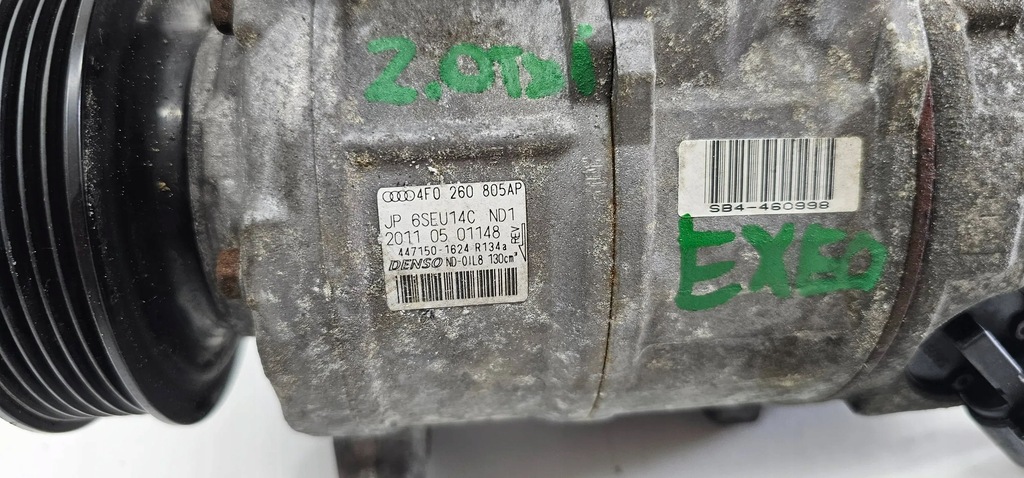 2.0TDi
4F0 260 805AP
JP 6SEU14C ND1
2011 05 01148 REV
447150-1624 R134a
DENSO ND-OIL8 130cm³
SB4-460998
EXEO